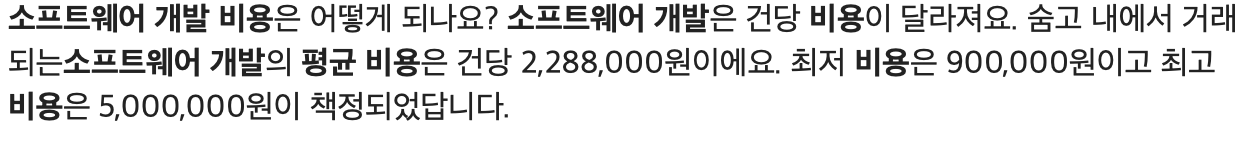 소프트웨어 개발 비용은 어떻게 되나요? 소프트웨어 개발은 건당 비용이 달라져요. 숨고 내에서 거래
되는소프트웨어 개발의 평균 비용은 건당 2,288,000원이에요. 최저 비용은 900,000원이고 최고
비용은 5,000,000원이 책정되었답니다.